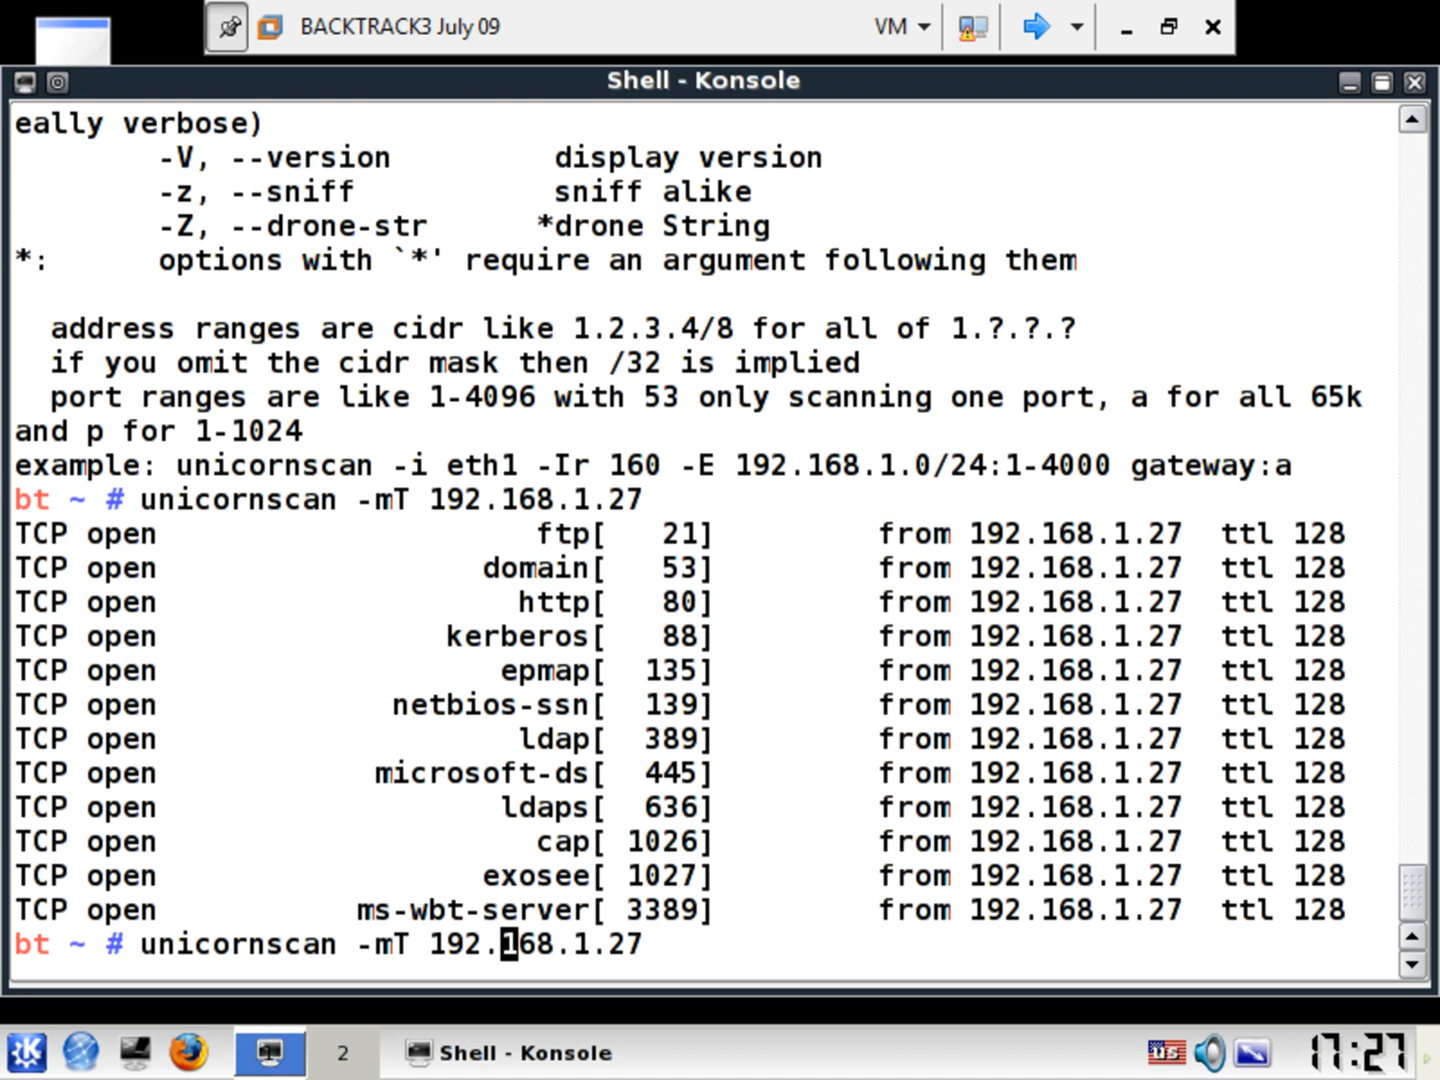 BACKTRACK3 July 09
VM
Shell - Konsole
eally verbose)
-V, --version display version
-z, --sniff sniff alike
-Z, --drone-str *drone String
*: options with `*' require an argument following them
address ranges are cidr like 1.2.3.4/8 for all of 1.?.?.?
if you omit the cidr mask then /32 is implied
port ranges are like 1-4096 with 53 only scanning one port, a for all 65k
and p for 1-1024
example: unicornscan -i eth1 -Ir 160 -E 192.168.1.0/24:1-4000 gateway:a
bt ~ # unicornscan -mT 192.168.1.27
TCP open ftp[ 21] from 192.168.1.27 ttl 128
TCP open domain[ 53] from 192.168.1.27 ttl 128
TCP open http[ 80] from 192.168.1.27 ttl 128
TCP open kerberos[ 88] from 192.168.1.27 ttl 128
TCP open epmap[ 135] from 192.168.1.27 ttl 128
TCP open netbios-ssn[ 139] from 192.168.1.27 ttl 128
TCP open ldap[ 389] from 192.168.1.27 ttl 128
TCP open microsoft-ds[ 445] from 192.168.1.27 ttl 128
TCP open ldaps[ 636] from 192.168.1.27 ttl 128
TCP open cap[ 1026] from 192.168.1.27 ttl 128
TCP open exosee[ 1027] from 192.168.1.27 ttl 128
TCP open ms-wbt-server[ 3389] from 192.168.1.27 ttl 128
bt ~ # unicornscan -mT 192.168.1.27
2 Shell - Konsole us 17:27